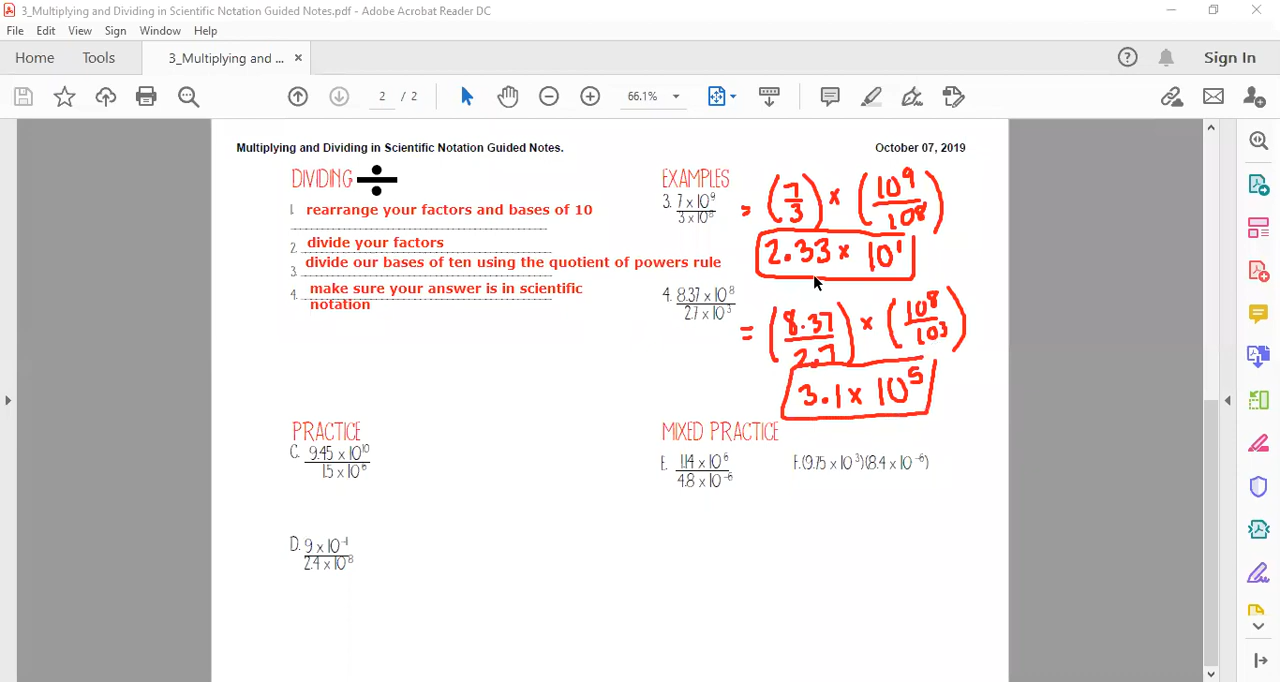 3_Multiplying and Dividing in Scientific Notation Guided Notes.pdf - Adobe Acrobat Reader DC
File Edit View Sign Window Help
Home Tools 3_Multiplying and ... × Sign In
2 / 2 66.1%
Multiplying and Dividing in Scientific Notation Guided Notes. October 07, 2019
DIVIDING ÷
1. rearrange your factors and bases of 10
2. divide your factors
3. divide our bases of ten using the quotient of powers rule
4. make sure your answer is in scientific
notation
EXAMPLES
3. 7 x 10⁹
3 x 10⁸
= (7/3) x (10⁹/10⁸)
2.33 x 10¹
4. 8.37 x 10⁸
2.7 x 10³
= (8.37/2.7) x (10⁸/10³)
3.1 x 10⁵
PRACTICE
C. 9.45 x 10¹⁰
1.5 x 10⁶
D. 9 x 10⁻¹
2.4 x 10⁸
MIXED PRACTICE
E. 1.14 x 10⁶
4.8 x 10⁻⁶
F. (9.75 x 10³)(8.4 x 10⁻⁶)